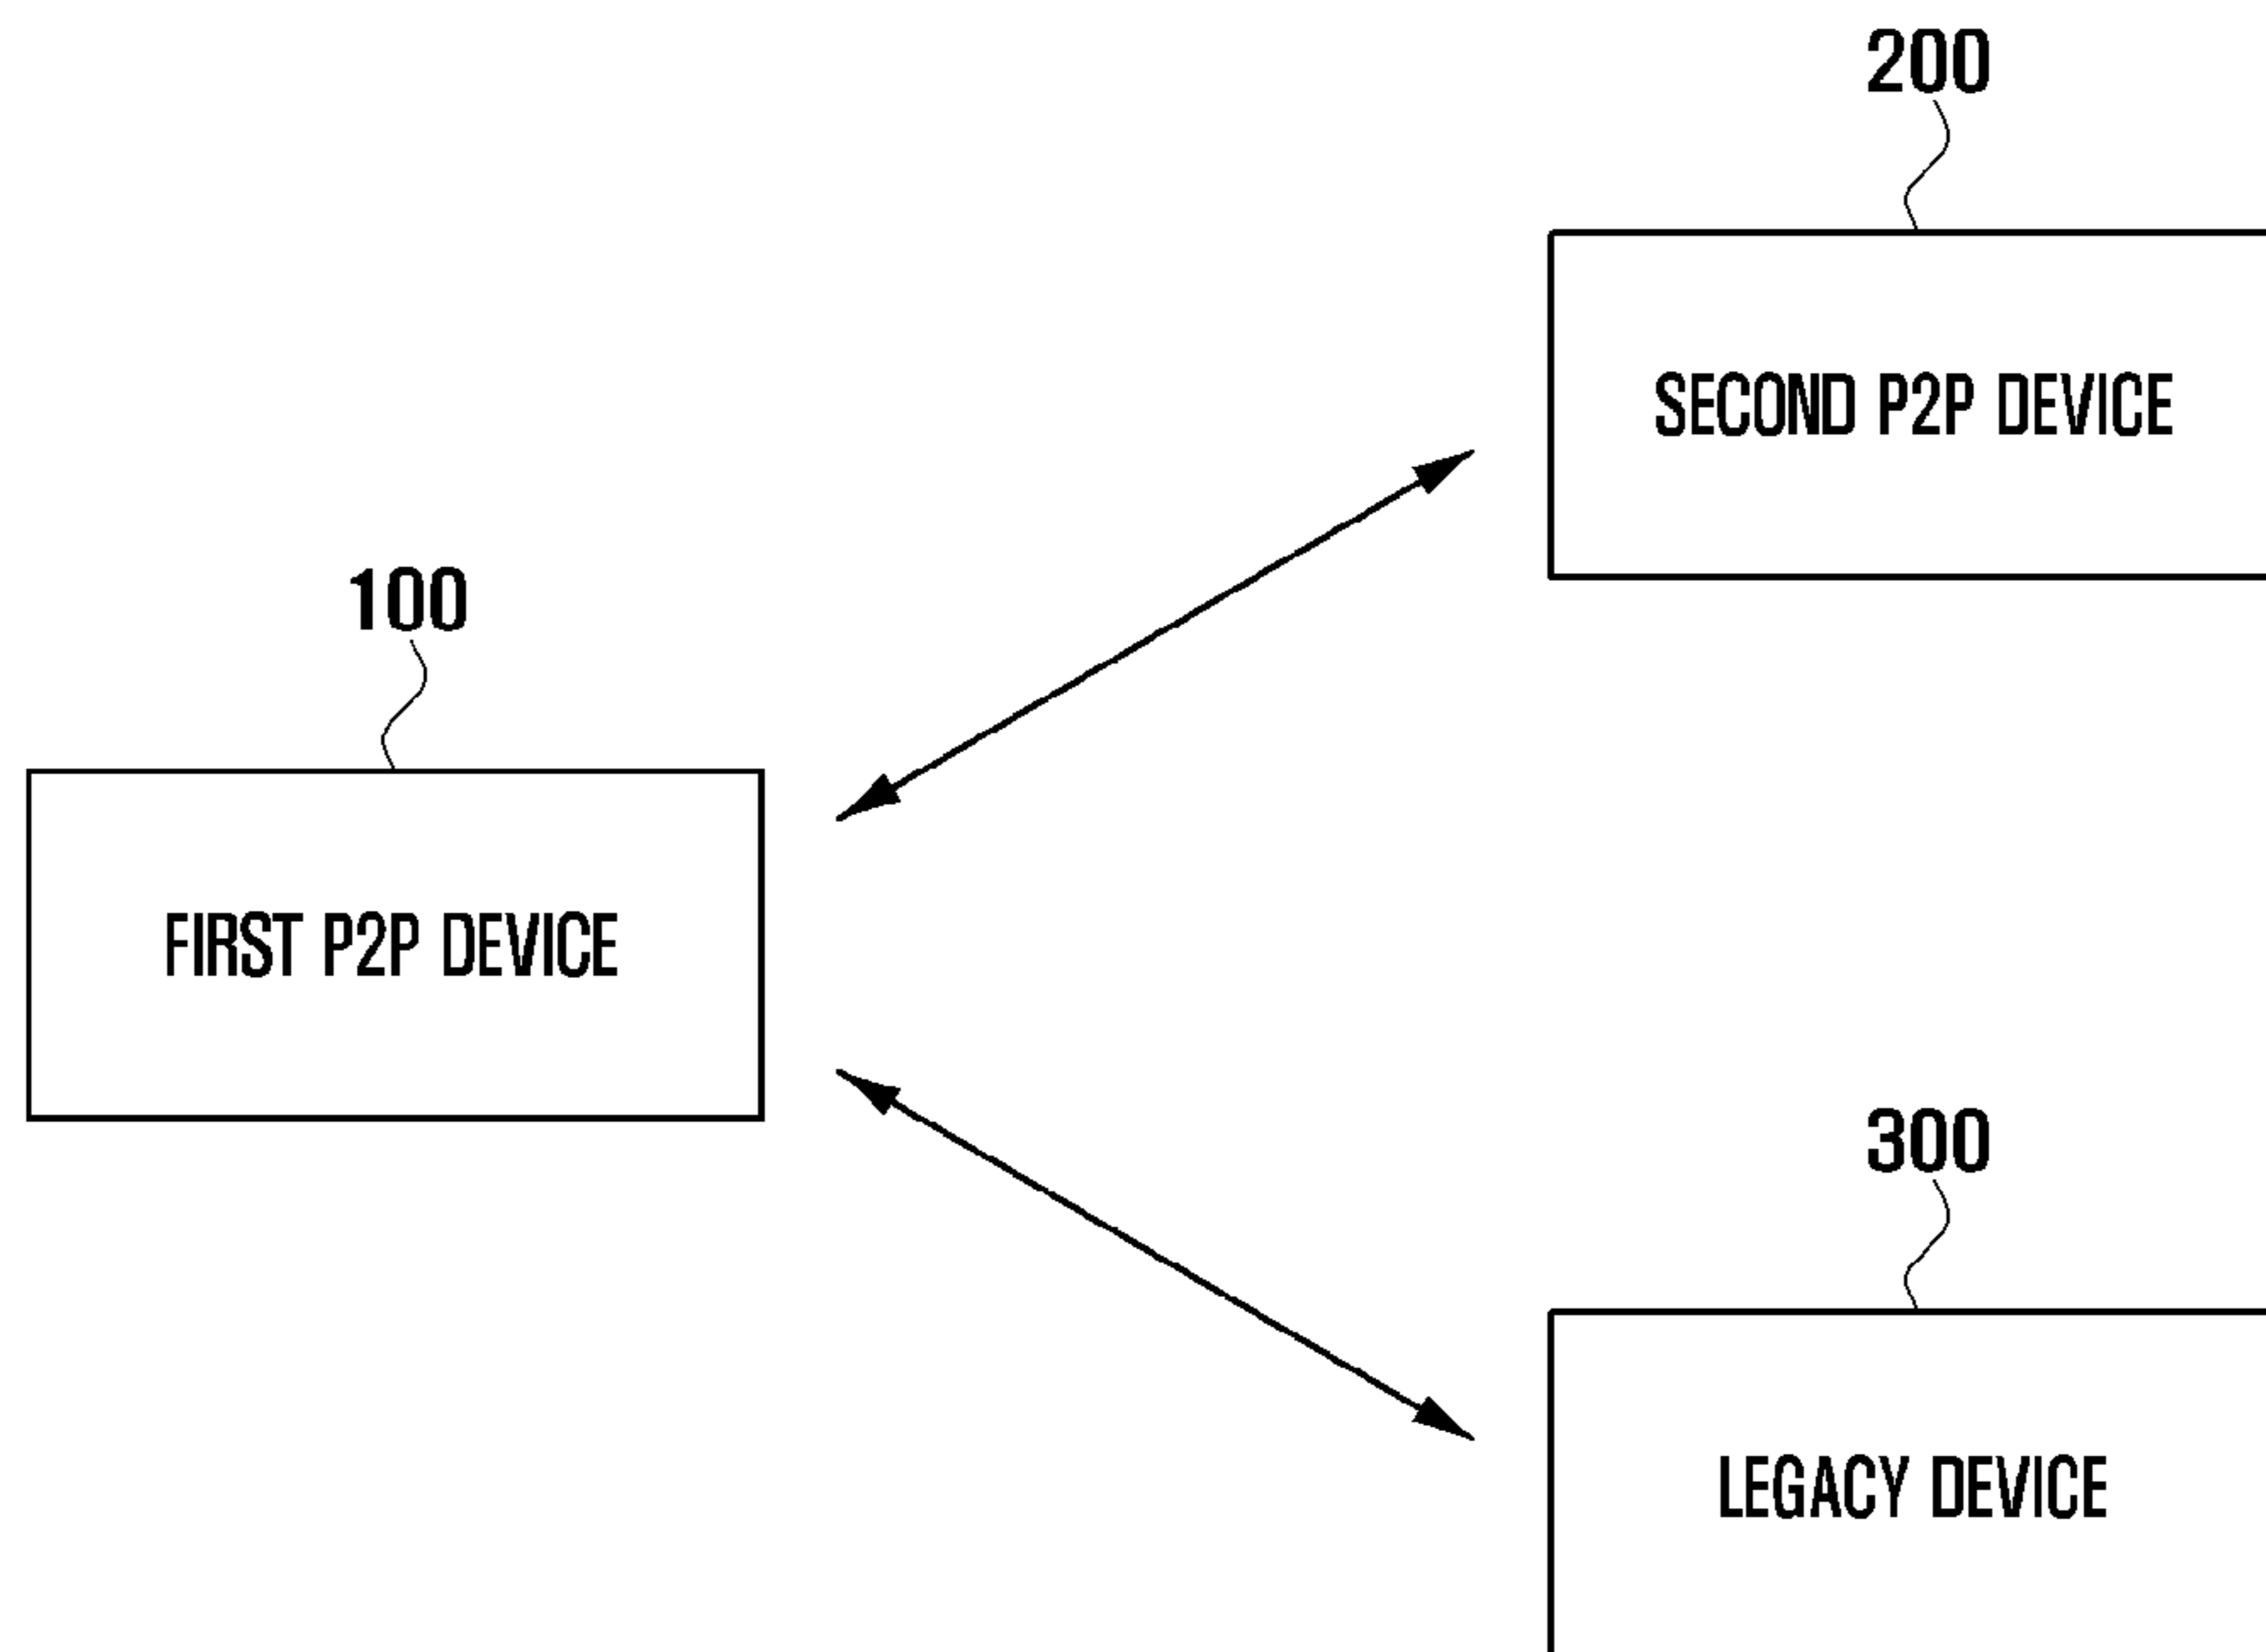 200
SECOND P2P DEVICE
100
FIRST P2P DEVICE
300
LEGACY DEVICE